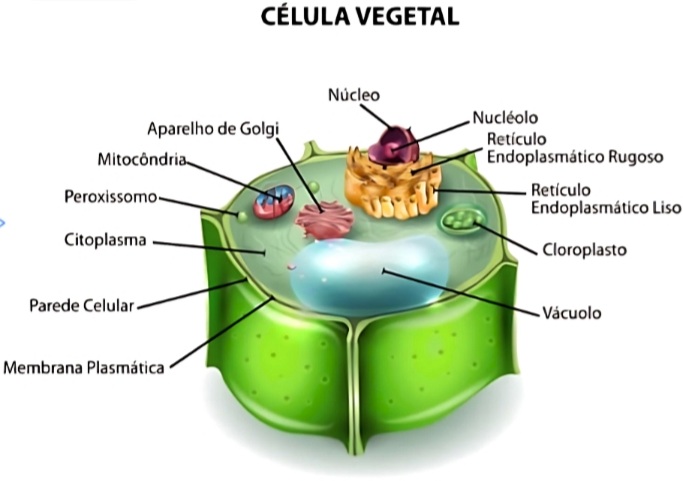 CÉLULA VEGETAL
Núcleo
Nucléolo
Aparelho de Golgi
Retículo
Endoplasmático Rugoso
Mitocôndria
Retículo
Endoplasmático Liso
Peroxissomo
Citoplasma
Cloroplasto
Parede Celular
Vácuolo
Membrana Plasmática